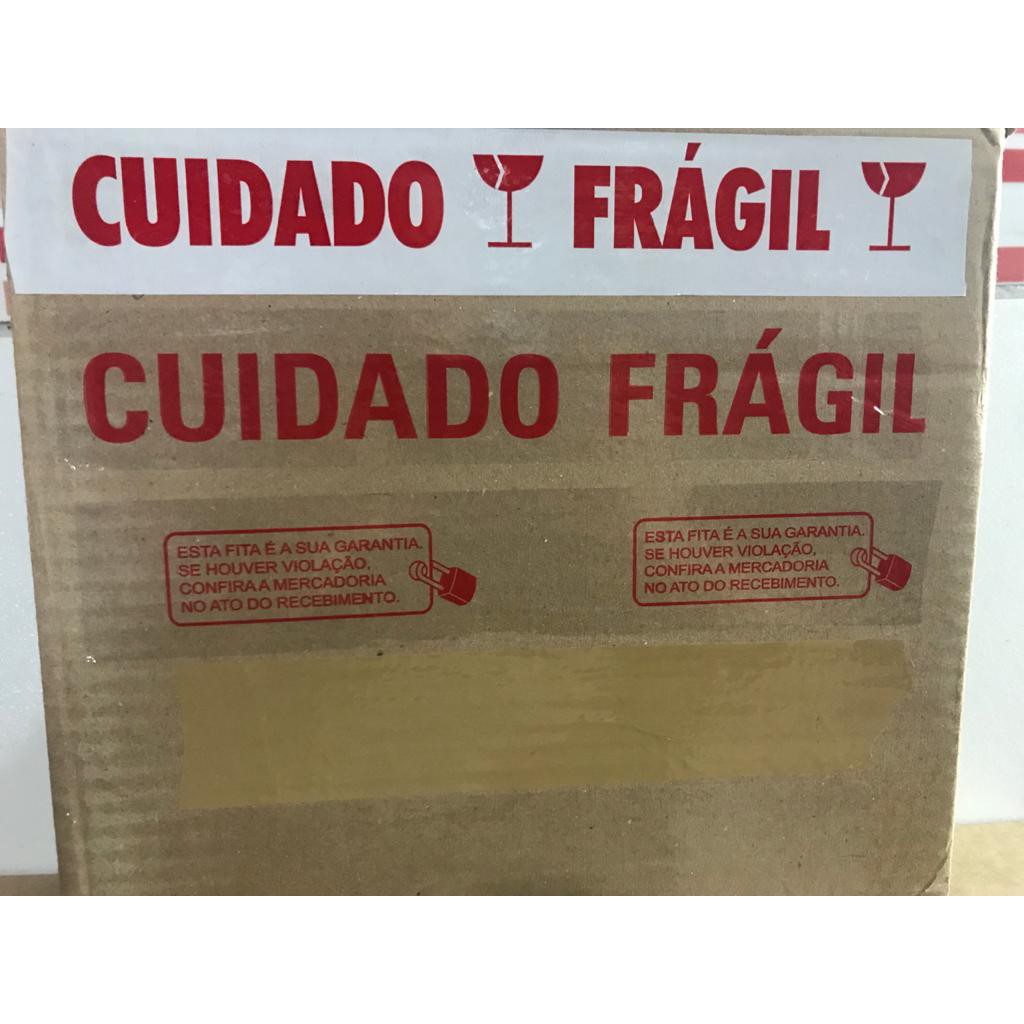 CUIDADO FRÁGIL
CUIDADO FRÁGIL
ESTA FITA É A SUA GARANTIA.
SE HOUVER VIOLAÇÃO,
CONFIRA A MERCADORIA
NO ATO DO RECEBIMENTO.
ESTA FITA É A SUA GARANTIA.
SE HOUVER VIOLAÇÃO,
CONFIRA A MERCADORIA
NO ATO DO RECEBIMENTO.